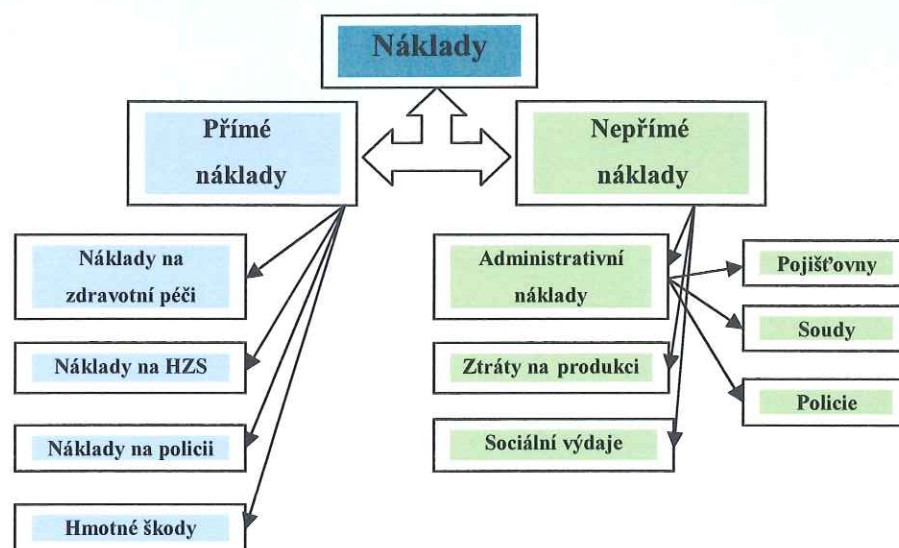 Náklady
Přímé
náklady
Nepřímé
náklady
Náklady na
zdravotní péči
Náklady na HZS
Náklady na policii
Hmotné škody
Administrativní
náklady
Ztráty na produkci
Sociální výdaje
Pojišťovny
Soudy
Policie